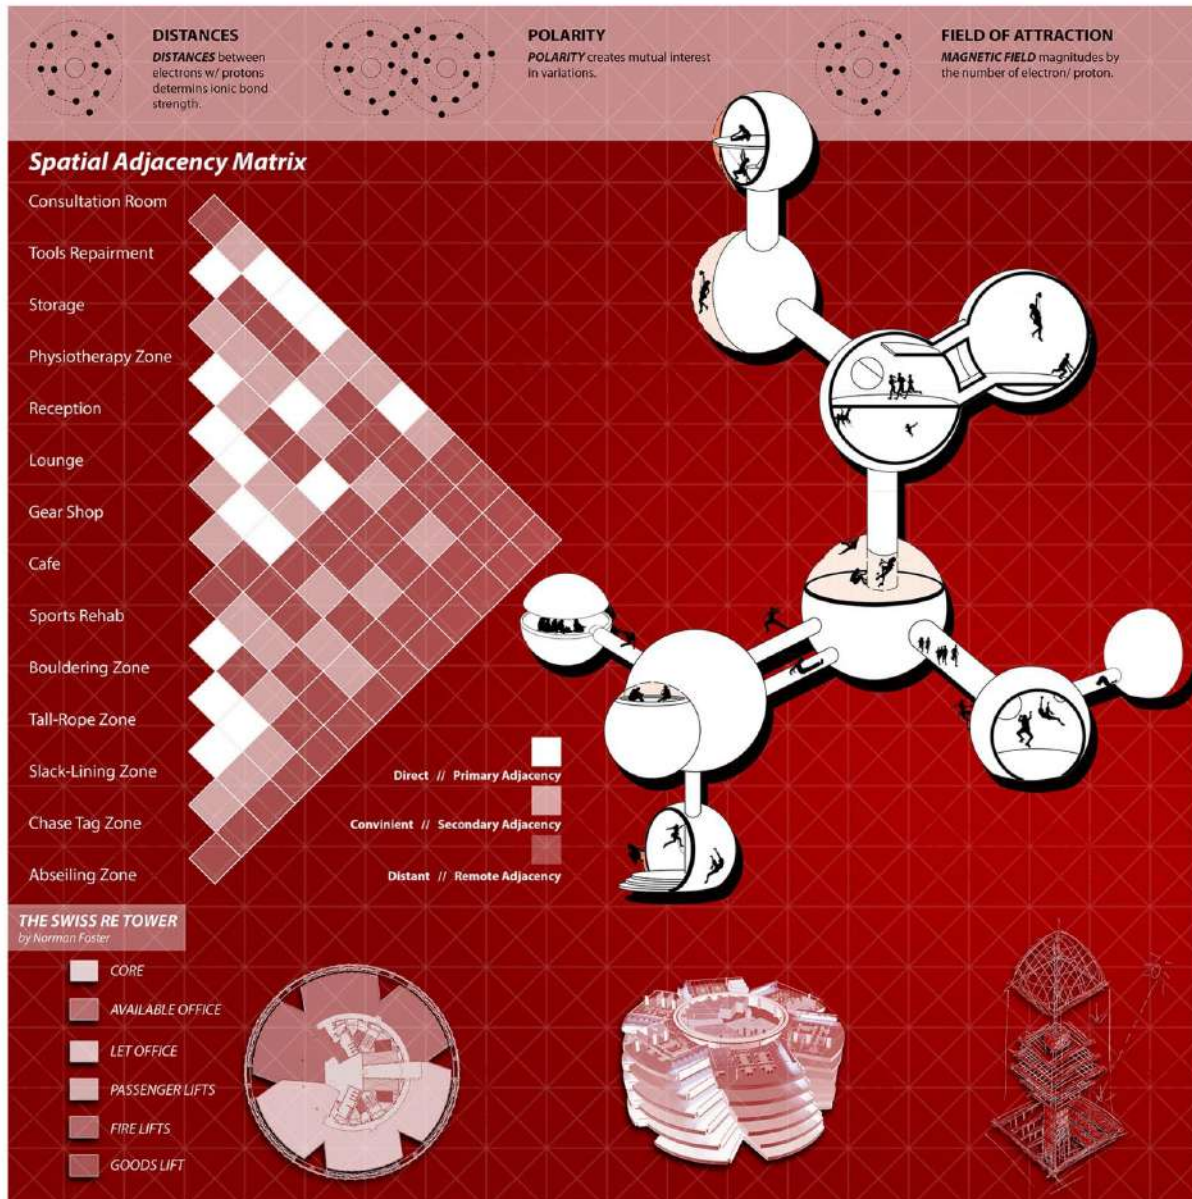 DISTANCES
DISTANCES between
electrons w/ protons
determins ionic bond
strength.
POLARITY
POLARITY creates mutual interest
in variations.
FIELD OF ATTRACTION
MAGNETIC FIELD magnitudes by
the number of electron/ proton.
Spatial Adjacency Matrix
Consultation Room
Tools Repairment
Storage
Physiotherapy Zone
Reception
Lounge
Gear Shop
Cafe
Sports Rehab
Bouldering Zone
Tall-Rope Zone
Slack-Lining Zone
Chase Tag Zone
Abseiling Zone
Direct // Primary Adjacency
Convinient // Secondary Adjacency
Distant // Remote Adjacency
THE SWISS RE TOWER
by Norman Foster
CORE
AVAILABLE OFFICE
LET OFFICE
PASSENGER LIFTS
FIRE LIFTS
GOODS LIFT